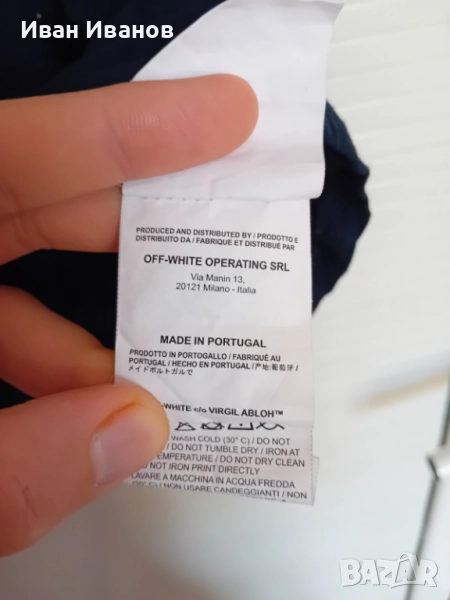 Иван Иванов
PRODUCED AND DISTRIBUTED BY / PRODOTTO E
DISTRIBUITO DA / FABRIQUÉ ET DISTRIBUÉ PAR
OFF-WHITE OPERATING SRL
Via Manin 13,
20121 Milano - Italia
MADE IN PORTUGAL
PRODOTTO IN PORTOGALLO / FABRIQUÉ AU
PORTUGAL / HECHO EN PORTUGAL /产地:葡萄牙/
メイドポルトガルで
-WHITE c/o VIRGIL ABLOH™
WASH COLD (30° C) / DO NOT
/ DO NOT TUMBLE DRY / IRON AT
TEMPERATURE / DO NOT DRY CLEAN
DO NOT IRON PRINT DIRECTLY
LAVARE A MACCHINA IN ACQUA FREDDA
NON USARE CANDEGGIANTI / NON
BAZAR